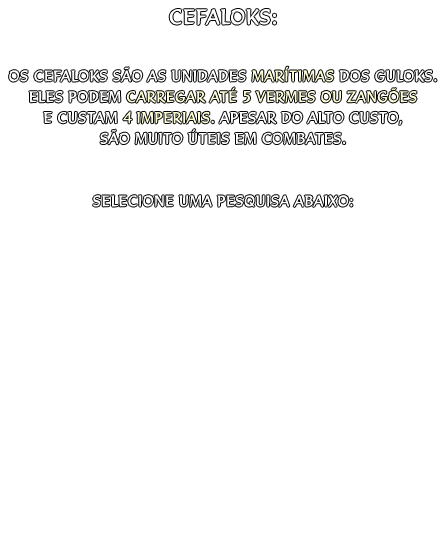 CEFALOKS:
OS CEFALOKS SÃO AS UNIDADES MARÍTIMAS DOS GULOKS.
ELES PODEM CARREGAR ATÉ 5 VERMES OU ZANGÕES
E CUSTAM 4 IMPERIAIS. APESAR DO ALTO CUSTO,
SÃO MUITO ÚTEIS EM COMBATES.
SELECIONE UMA PESQUISA ABAIXO: